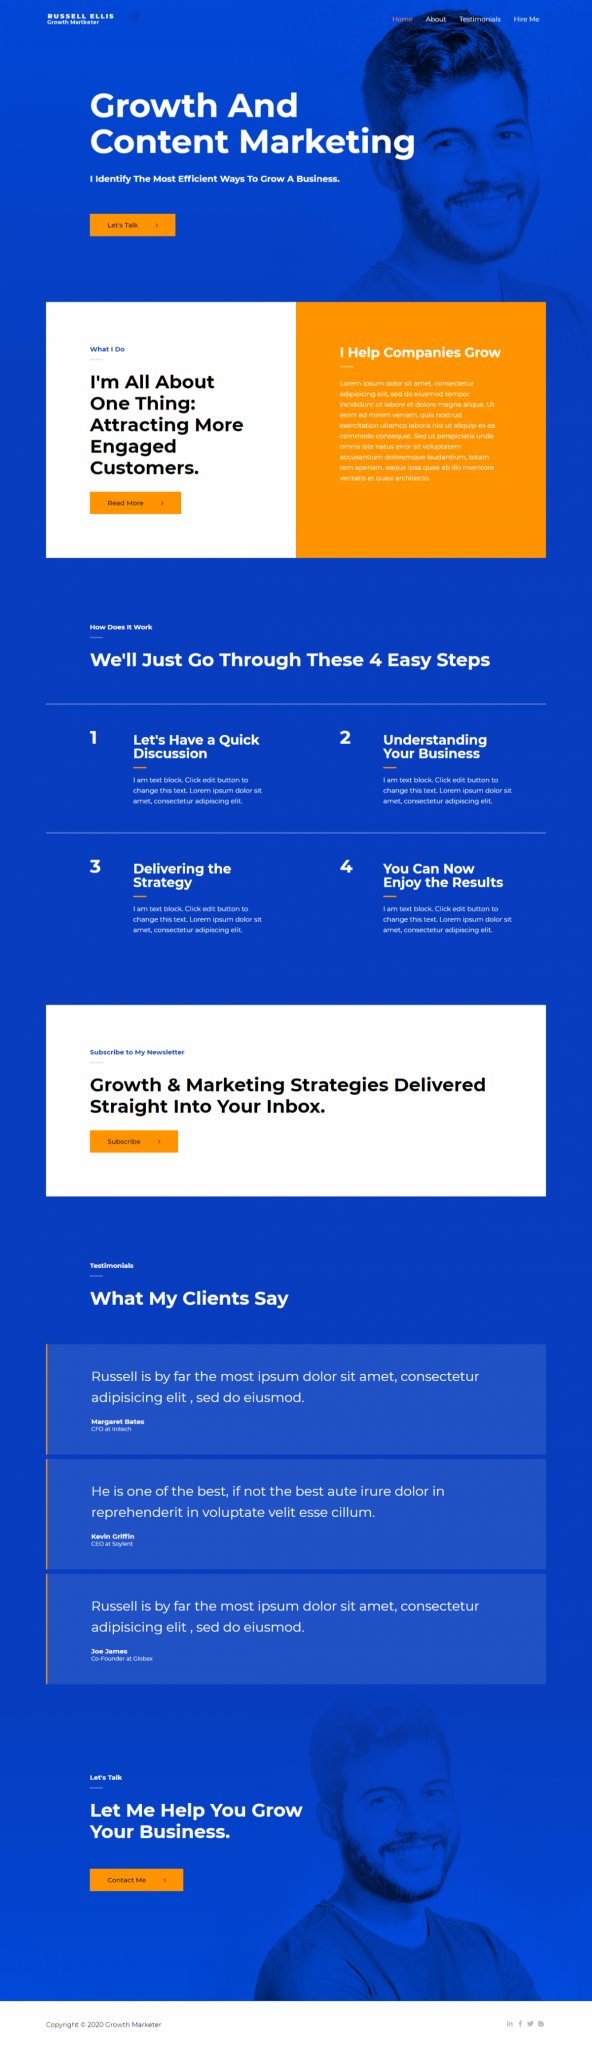 RUSSELL ELLIS
Growth Martketer
Home About Testimonials Hire Me
Growth And
Content Marketing
I Identify The Most Efficient Ways To Grow A Business.
Let's Talk >
What I Do
I'm All About
One Thing:
Attracting More
Engaged
Customers.
Read More >
I Help Companies Grow
Lorem ipsum dolor sit amet, consectetur
adipisicing elit, sed do eiusmod tempor
incididunt ut labore et dolore magna aliqua. Ut
enim ad minim veniam, quis nostrud
exercitation ullamco laboris nisi ut aliquip ex ea
commodo consequat. Sed ut perspiciatis unde
omnis iste natus error sit voluptatem
accusantium doloremque laudantium, totam
rem aperiam, eaque ipsa quae ab illo inventore
veritatis et quasi architecto.
How Does It Work
We'll Just Go Through These 4 Easy Steps
1
Let's Have a Quick
Discussion
I am text block. Click edit button to
change this text. Lorem ipsum dolor sit
amet, consectetur adipiscing elit.
2
Understanding
Your Business
I am text block. Click edit button to
change this text. Lorem ipsum dolor sit
amet, consectetur adipiscing elit.
3
Delivering the
Strategy
I am text block. Click edit button to
change this text. Lorem ipsum dolor sit
amet, consectetur adipiscing elit.
4
You Can Now
Enjoy the Results
I am text block. Click edit button to
change this text. Lorem ipsum dolor sit
amet, consectetur adipiscing elit.
Subscribe to My Newsletter
Growth & Marketing Strategies Delivered
Straight Into Your Inbox.
Subscribe >
Testimonials
What My Clients Say
Russell is by far the most ipsum dolor sit amet, consectetur
adipisicing elit , sed do eiusmod.
Margaret Bates
CFO at Initech
He is one of the best, if not the best aute irure dolor in
reprehenderit in voluptate velit esse cillum.
Kevin Griffin
CEO at Soylent
Russell is by far the most ipsum dolor sit amet, consectetur
adipisicing elit , sed do eiusmod.
Joe James
Co-Founder at Globex
Let's Talk
Let Me Help You Grow
Your Business.
Contact Me >
Copyright © 2020 Growth Marketer